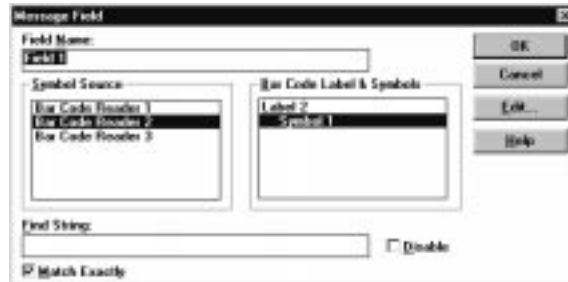 Message Field
Field Name:
Field 1
OK
Cancel
Edit...
Help
Symbol Source
Bar Code Reader 1
Bar Code Reader 2
Bar Code Reader 3
Bar Code Label & Symbols
Label 2
Symbol 1
Find String:
Disable
Match Exactly